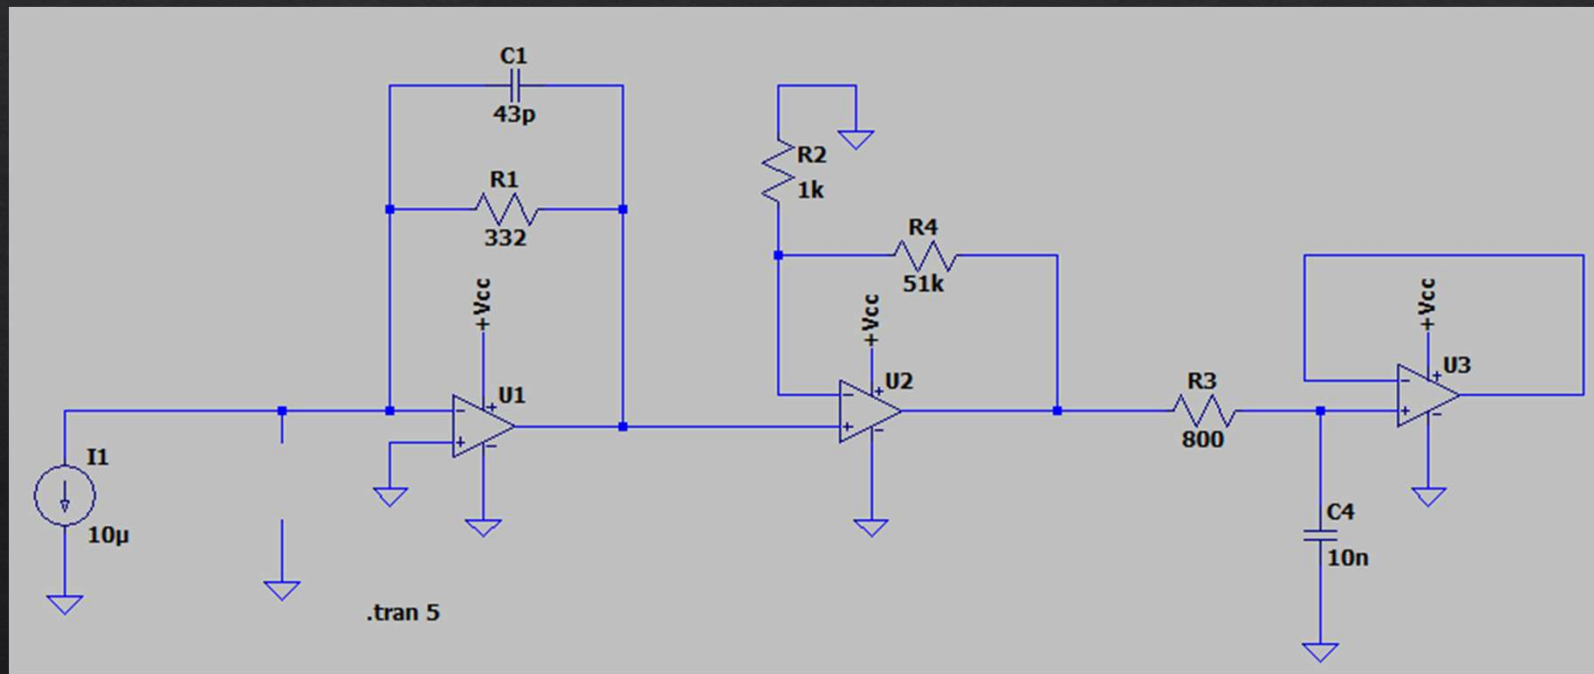 C1
43p
R1
332
+Vcc
U1
I1
10µ
.tran 5
R2
1k
R4
51k
+Vcc
U2
R3
800
+Vcc
U3
C4
10n